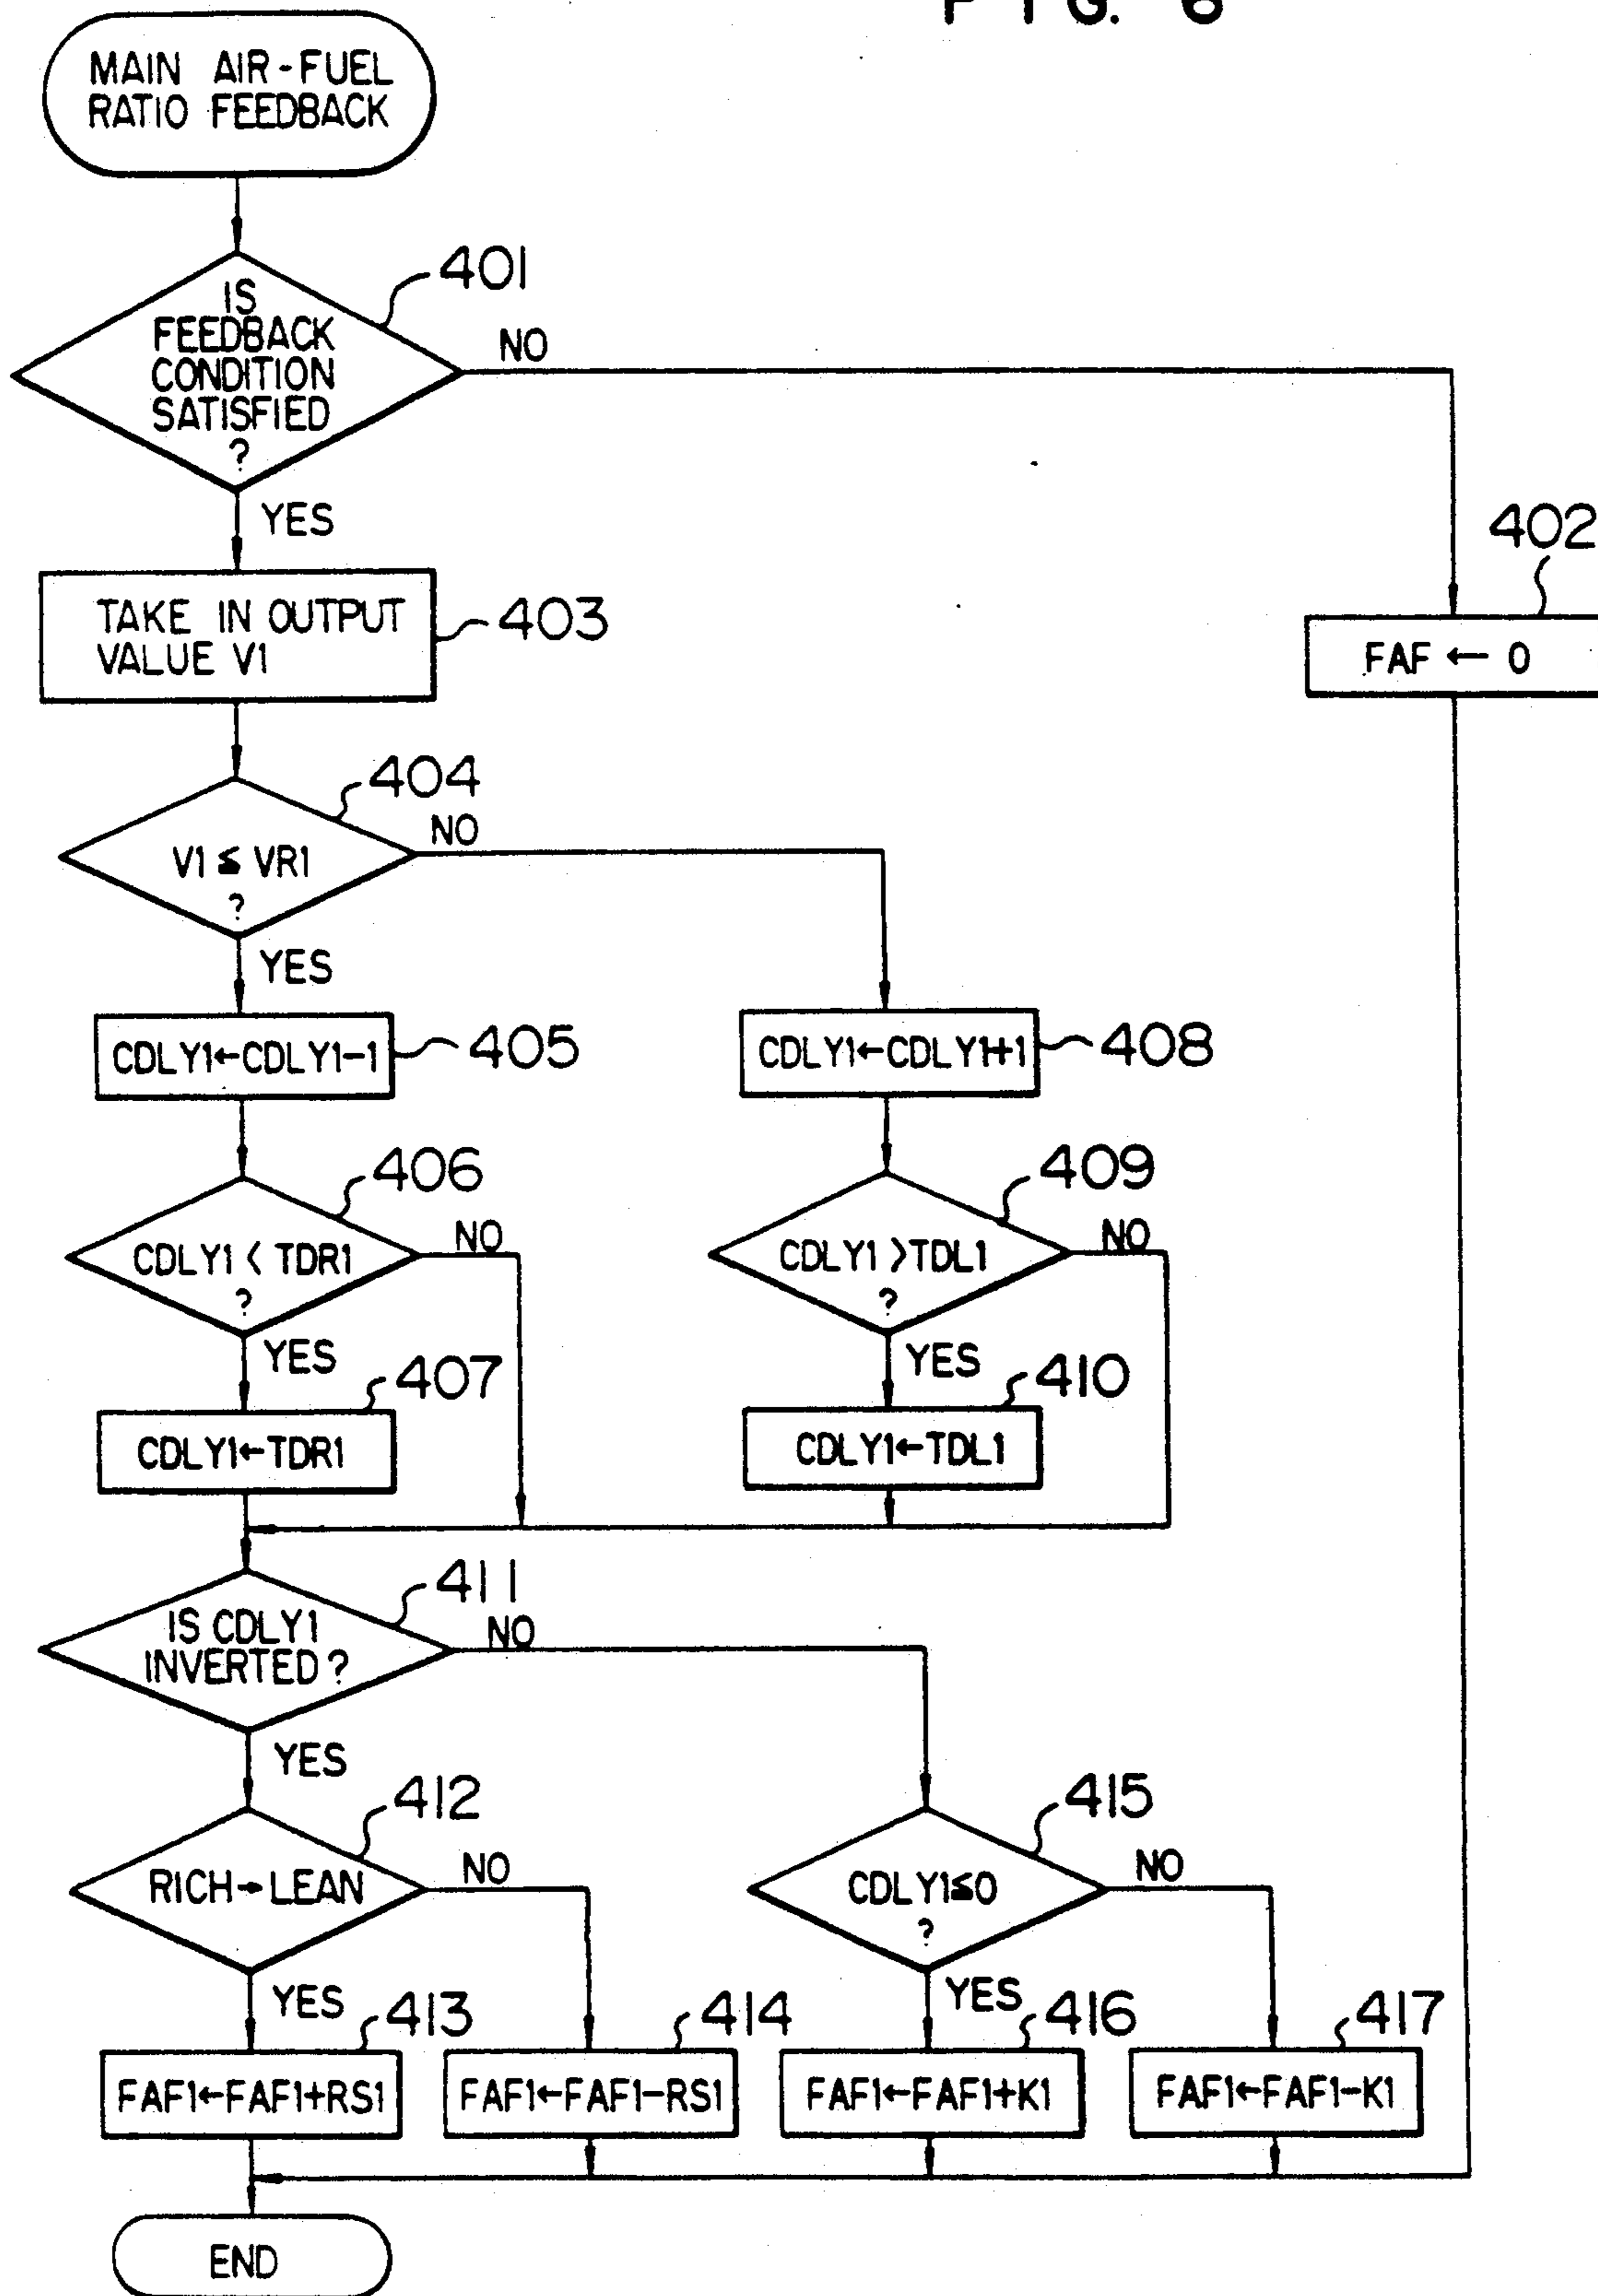 FIG. 6
MAIN AIR-FUEL
RATIO FEEDBACK
401
IS
FEEDBACK
CONDITION
SATISFIED
?
NO
YES
402
FAF ← 0
403
TAKE IN OUTPUT
VALUE V1
404
V1 ≦ VR1
?
NO
YES
405
CDLY1←CDLY1-1
408
CDLY1←CDLY1+1
406
CDLY1 < TDR1
?
NO
YES
409
CDLY1 >TDL1
?
NO
YES
407
CDLY1←TDR1
410
CDLY1←TDL1
411
IS CDLY1
INVERTED ?
NO
YES
412
RICH→LEAN
NO
YES
415
CDLY1≦0
?
NO
YES
413
FAF1←FAF1+RS1
414
FAF1←FAF1-RS1
416
FAF1←FAF1+K1
417
FAF1←FAF1-K1
END